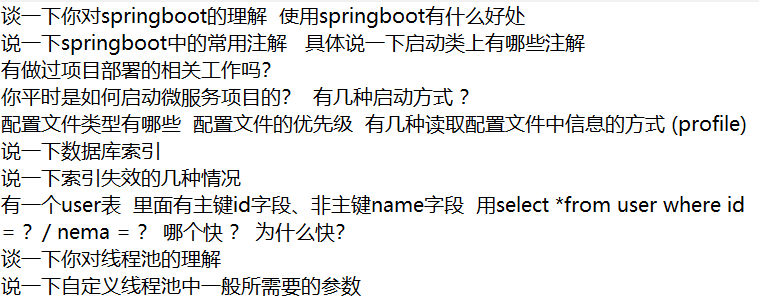 谈一下你对springboot的理解  使用springboot有什么好处
说一下springboot中的常用注解   具体说一下启动类上有哪些注解
有做过项目部署的相关工作吗？
你平时是如何启动微服务项目的？  有几种启动方式 ?
配置文件类型有哪些  配置文件的优先级  有几种读取配置文件中信息的方式 (profile)
说一下数据库索引
说一下索引失效的几种情况
有一个user表  里面有主键id字段、非主键name字段  用select *from user where id
= ? / nema = ?  哪个快 ?  为什么快?
谈一下你对线程池的理解
说一下自定义线程池中一般所需要的参数